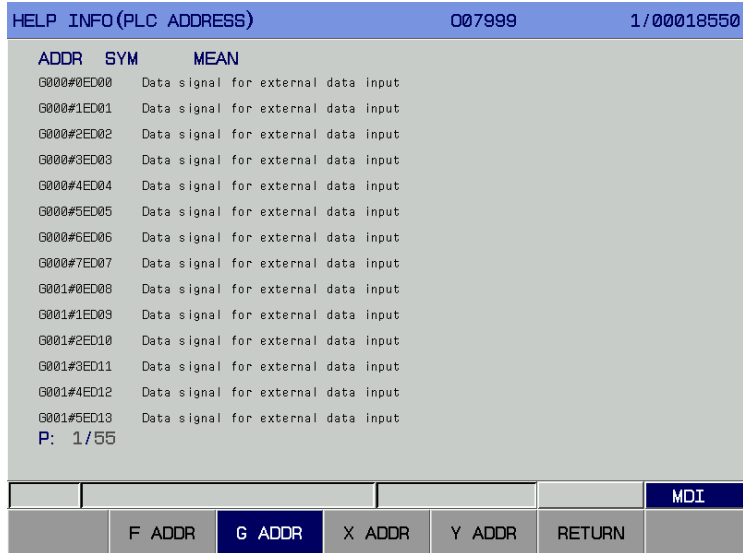 HELP INFO(PLC ADDRESS) O07999 1/00018550
ADDR SYM MEAN
G000#0ED00 Data signal for external data input
G000#1ED01 Data signal for external data input
G000#2ED02 Data signal for external data input
G000#3ED03 Data signal for external data input
G000#4ED04 Data signal for external data input
G000#5ED05 Data signal for external data input
G000#6ED06 Data signal for external data input
G000#7ED07 Data signal for external data input
G001#0ED08 Data signal for external data input
G001#1ED09 Data signal for external data input
G001#2ED10 Data signal for external data input
G001#3ED11 Data signal for external data input
G001#4ED12 Data signal for external data input
G001#5ED13 Data signal for external data input
P: 1/55
MDI
F ADDR G ADDR X ADDR Y ADDR RETURN